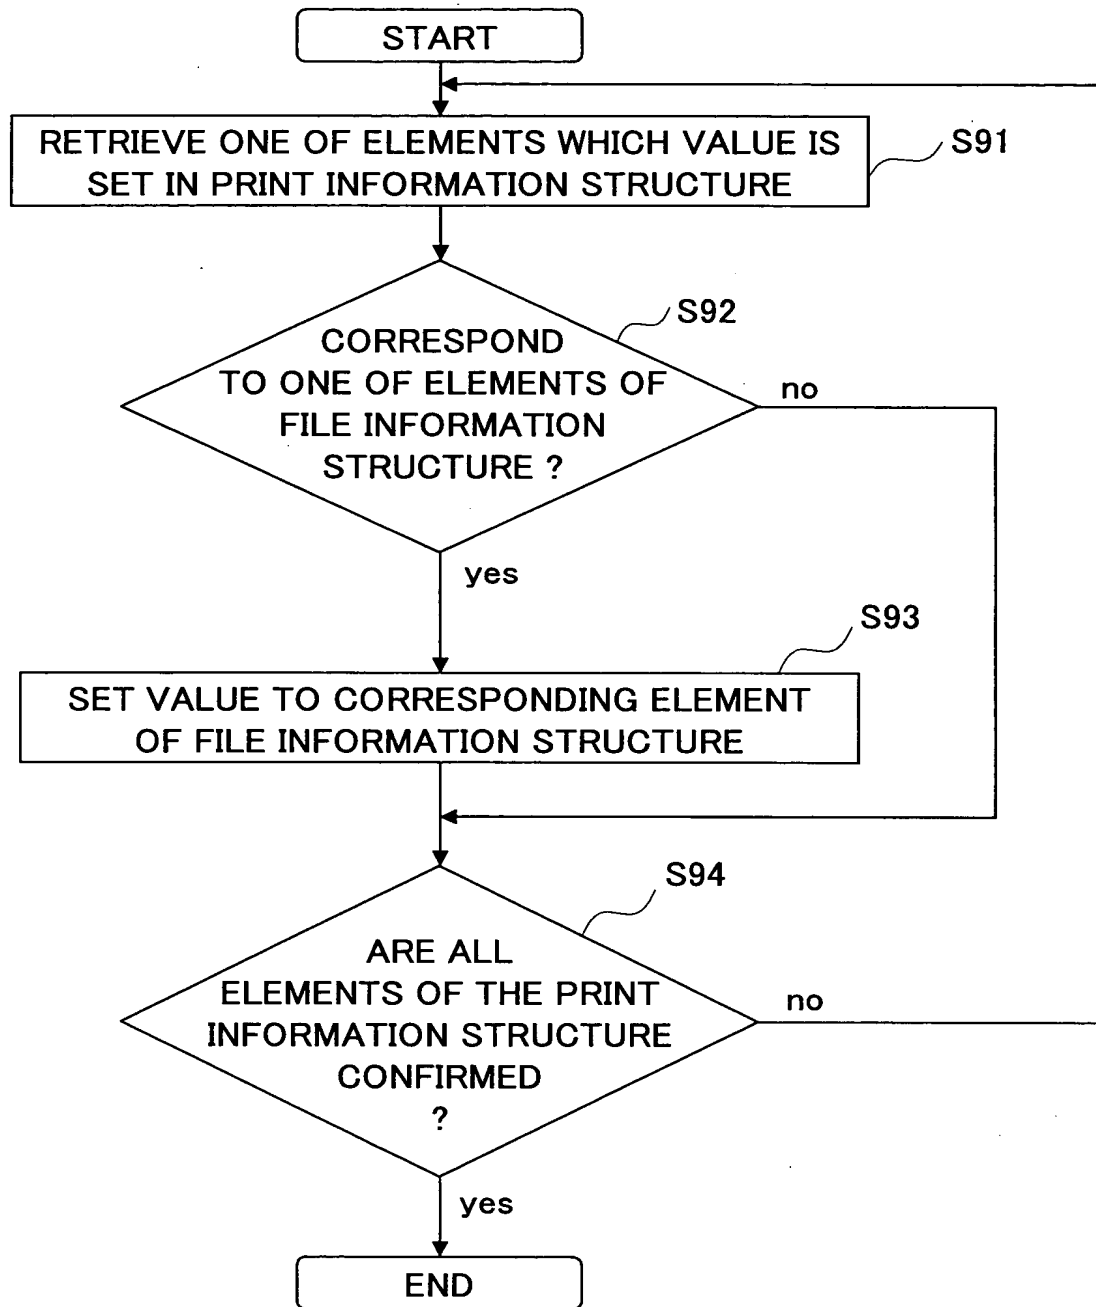 START
RETRIEVE ONE OF ELEMENTS WHICH VALUE IS
SET IN PRINT INFORMATION STRUCTURE
S91
S92
CORRESPOND
TO ONE OF ELEMENTS OF
FILE INFORMATION
STRUCTURE ?
no
yes
S93
SET VALUE TO CORRESPONDING ELEMENT
OF FILE INFORMATION STRUCTURE
S94
ARE ALL
ELEMENTS OF THE PRINT
INFORMATION STRUCTURE
CONFIRMED
?
no
yes
END